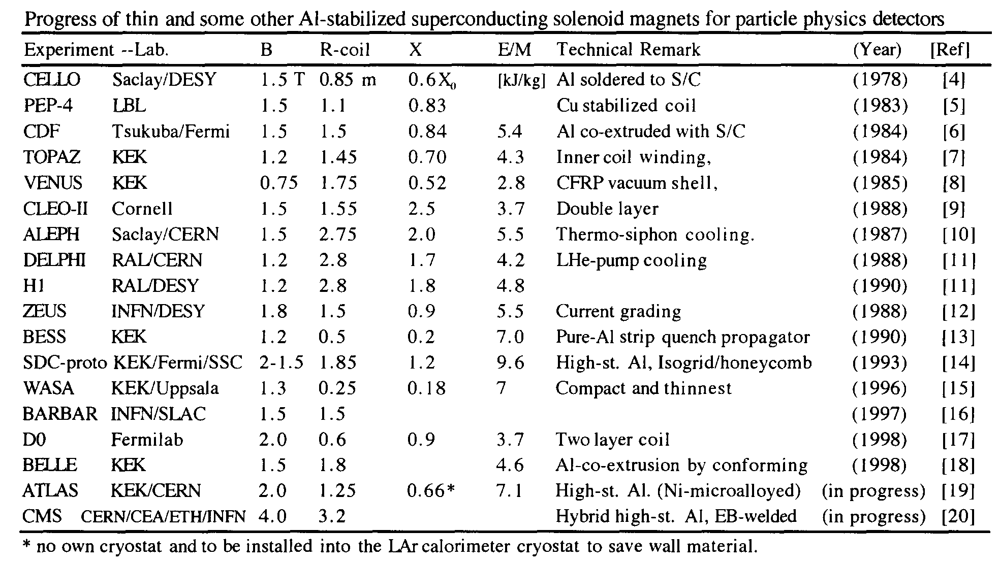 Progress of thin and some other Al-stabilized superconducting solenoid magnets for particle physics detectors
Experiment --Lab. B R-coil X E/M Technical Remark (Year) [Ref]
CELLO Saclay/DESY 1.5 T 0.85 m 0.6X₀ [kJ/kg] Al soldered to S/C (1978) [4]
PEP-4 LBL 1.5 1.1 0.83 Cu stabilized coil (1983) [5]
CDF Tsukuba/Fermi 1.5 1.5 0.84 5.4 Al co-extruded with S/C (1984) [6]
TOPAZ KEK 1.2 1.45 0.70 4.3 Inner coil winding, (1984) [7]
VENUS KEK 0.75 1.75 0.52 2.8 CFRP vacuum shell, (1985) [8]
CLEO-II Cornell 1.5 1.55 2.5 3.7 Double layer (1988) [9]
ALEPH Saclay/CERN 1.5 2.75 2.0 5.5 Thermo-siphon cooling. (1987) [10]
DELPHI RAL/CERN 1.2 2.8 1.7 4.2 LHe-pump cooling (1988) [11]
H1 RAL/DESY 1.2 2.8 1.8 4.8 (1990) [11]
ZEUS INFN/DESY 1.8 1.5 0.9 5.5 Current grading (1988) [12]
BESS KEK 1.2 0.5 0.2 7.0 Pure-Al strip quench propagator (1990) [13]
SDC-proto KEK/Fermi/SSC 2-1.5 1.85 1.2 9.6 High-st. Al, Isogrid/honeycomb (1993) [14]
WASA KEK/Uppsala 1.3 0.25 0.18 7 Compact and thinnest (1996) [15]
BARBAR INFN/SLAC 1.5 1.5 (1997) [16]
D0 Fermilab 2.0 0.6 0.9 3.7 Two layer coil (1998) [17]
BELLE KEK 1.5 1.8 4.6 Al-co-extrusion by conforming (1998) [18]
ATLAS KEK/CERN 2.0 1.25 0.66* 7.1 High-st. Al. (Ni-microalloyed) (in progress) [19]
CMS CERN/CEA/ETH/INFN 4.0 3.2 Hybrid high-st. Al, EB-welded (in progress) [20]
* no own cryostat and to be installed into the LAr calorimeter cryostat to save wall material.